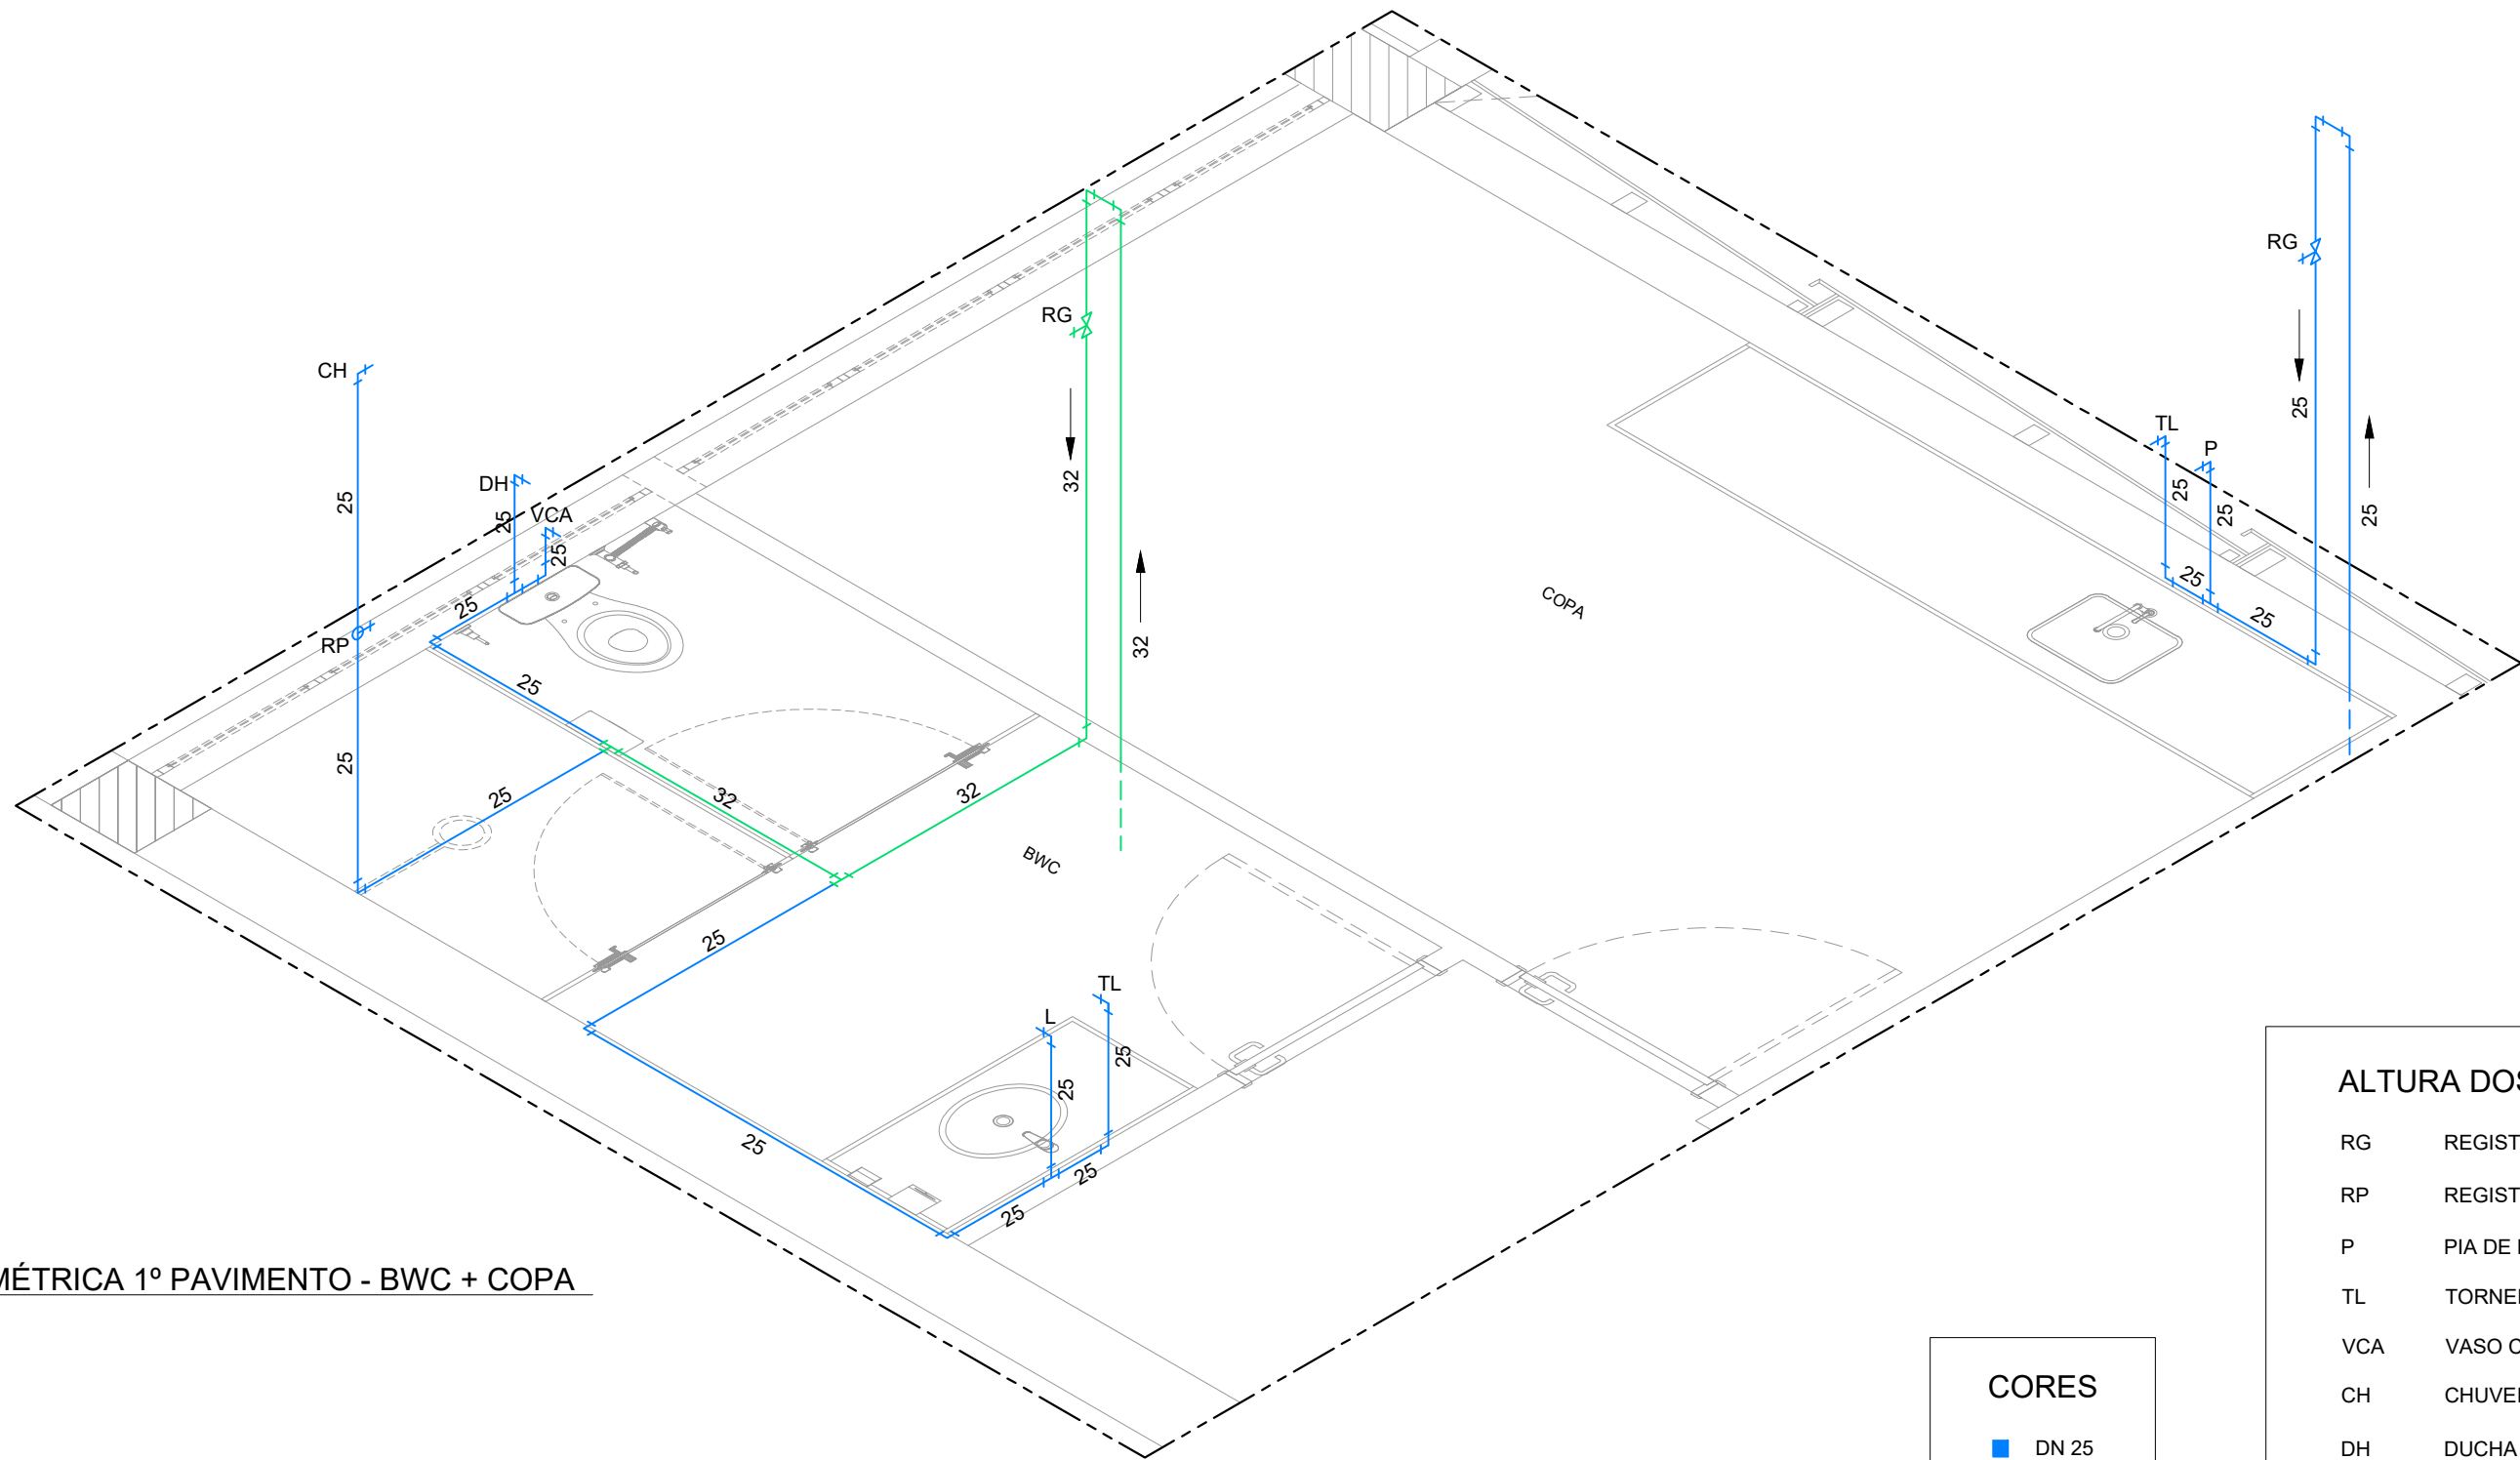 RG
RG
CH
25
32
25
TL
P
25
25
DH
25
VCA
25
25
25
25
25
25
COPA
RP
32
25
25
25
32
32
BWC
25
TL
L
25
25
25
25
25
ALTURA DOS
RG REGIST
RP REGIST
P PIA DE
TL TORNEI
VCA VASO
CH CHUVEI
DH DUCHA
MÉTRICA 1º PAVIMENTO - BWC + COPA
CORES
DN 25